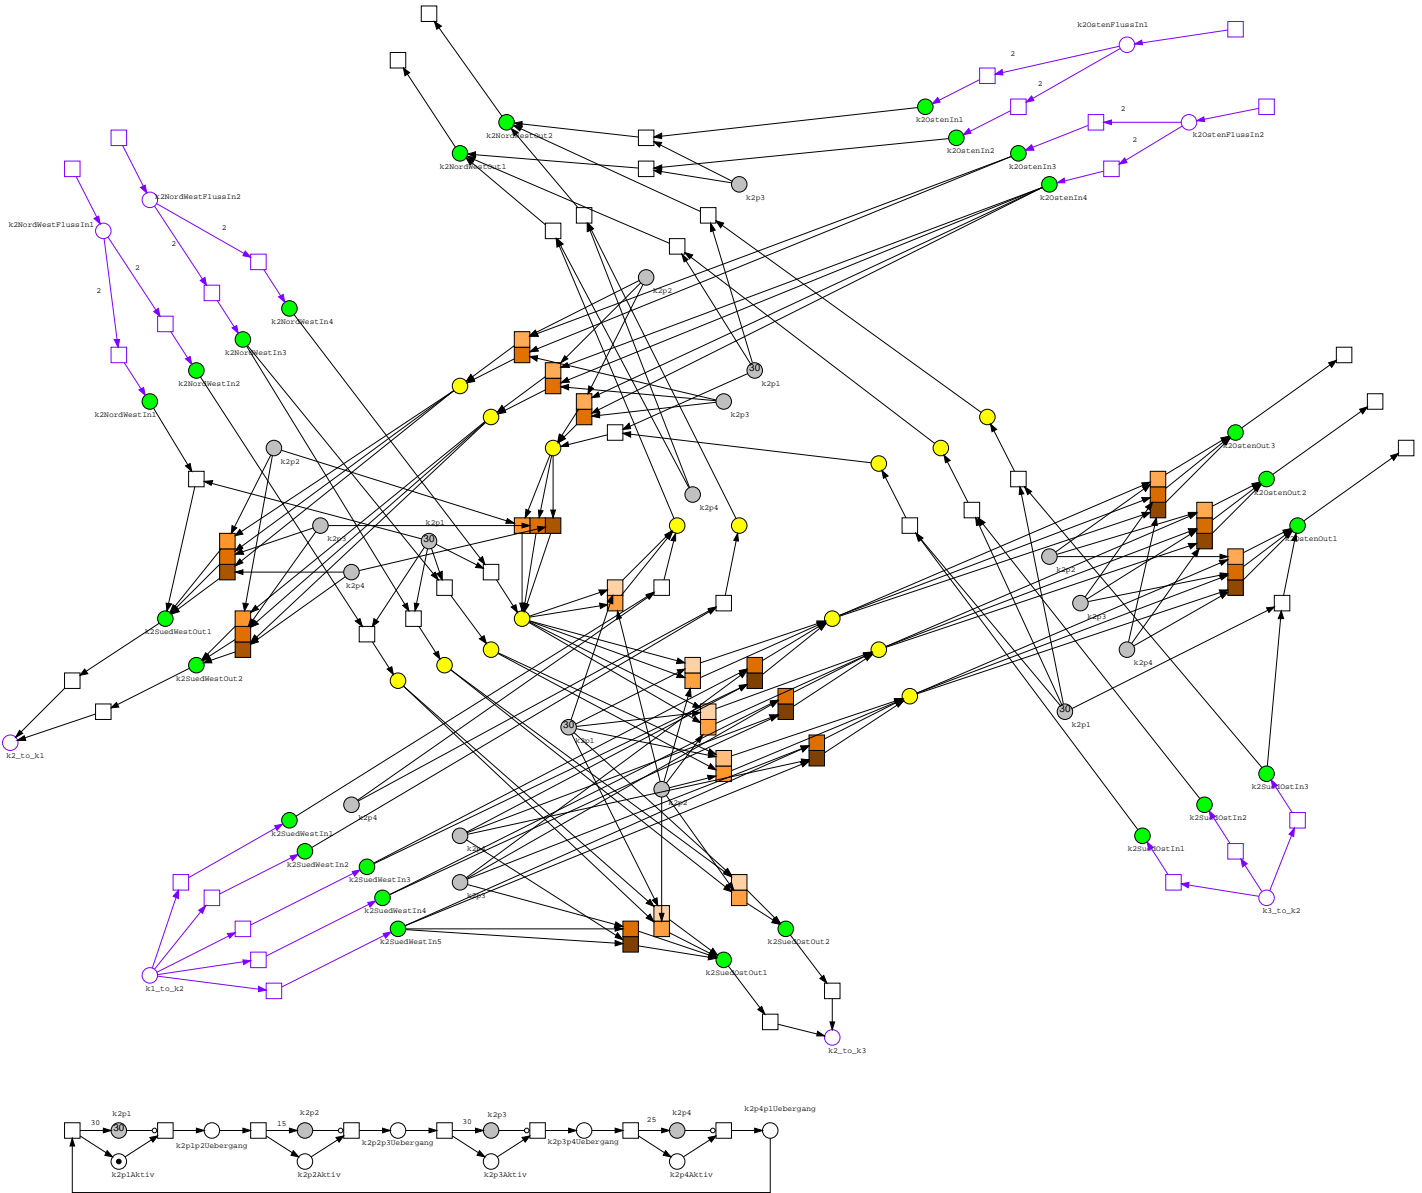 k2OstenFlussIn1
2
2
k2OstenIn1
2
k2NordWestOut2
k2OstenFlussIn2
2
k2OstenIn2
k2NordWestOut1
k2OstenIn3
k2p3
k2NordWestFlussIn2
k2OstenIn4
k2NordWestFlussIn1
2
2
2
k2p2
2
k2NordWestIn4
k2NordWestIn3
30
k2p1
k2NordWestIn2
k2NordWestIn1
k2p3
k2OstenOut3
k2p2
k2OstenOut2
k2p4
k2p1
k2p3
30
k2OstenOut1
k2p2
k2p4
k2p3
k2SuedWestOut1
k2p4
k2SuedWestOut2
30
k2p1
30
k2p1
k2_to_k1
k2p2
k2SuedOstIn3
k2p4
k2SuedOstIn2
k2SuedWestIn1
k2p4
k2SuedOstIn1
k2SuedWestIn2
k2SuedWestIn3
k2p3
k3_to_k2
k2SuedWestIn4
k2SuedWestIn5
k2SuedOstOut2
k2SuedOstOut1
k1_to_k2
k2_to_k3
k2p1
k2p2
k2p3
k2p4
k2p4p1Uebergang
30
30
15
30
25
k2p1p2Uebergang
k2p2p3Uebergang
k2p3p4Uebergang
k2p1Aktiv
k2p2Aktiv
k2p3Aktiv
k2p4Aktiv